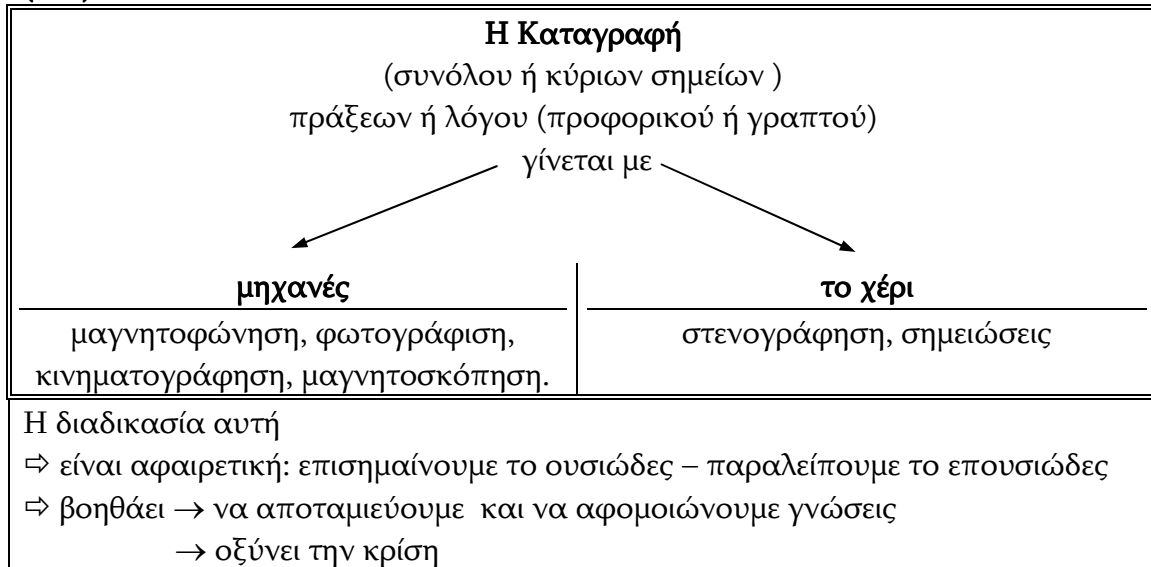 Η Καταγραφή
(συνόλου ή κύριων σημείων )
πράξεων ή λόγου (προφορικού ή γραπτού)
γίνεται με
μηχανές
το χέρι
μαγνητοφώνηση, φωτογράφιση,
κινηματογράφηση, μαγνητοσκόπηση.
στενογράφηση, σημειώσεις
Η διαδικασία αυτή
⇨ είναι αφαιρετική: επισημαίνουμε το ουσιώδες – παραλείπουμε το επουσιώδες
⇨ βοηθάει → να αποταμιεύουμε και να αφομοιώνουμε γνώσεις
→ οξύνει την κρίση